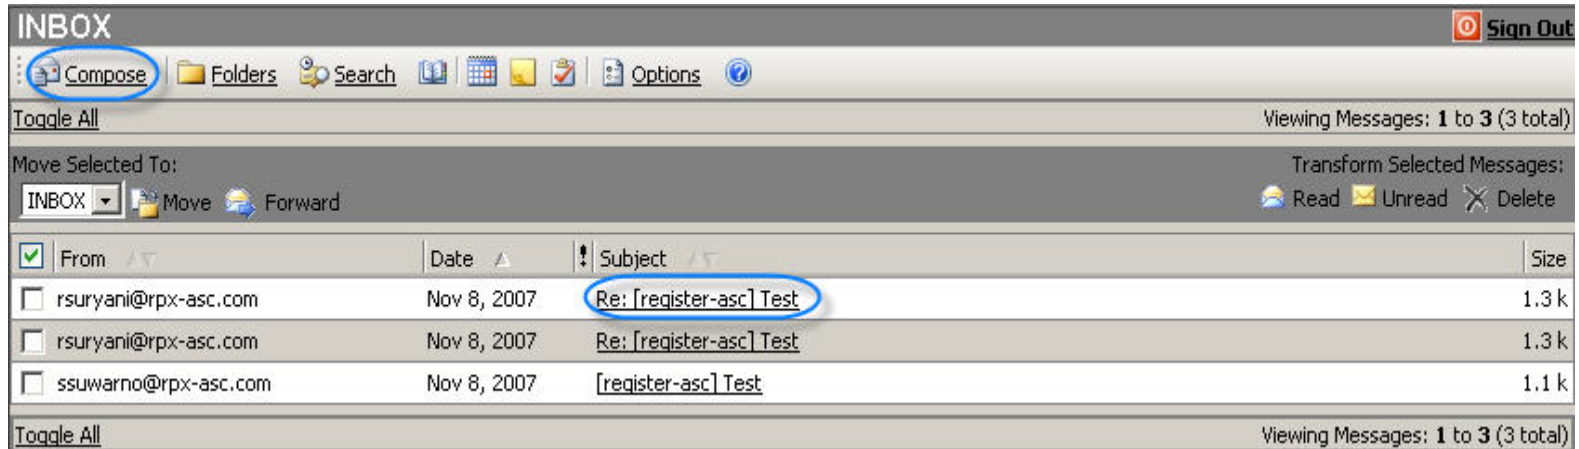 INBOX Sign Out
Compose Folders Search Options
Toggle All Viewing Messages: 1 to 3 (3 total)
Move Selected To: Transform Selected Messages:
INBOX Move Forward Read Unread Delete
From Date Subject Size
rsuryani@rpx-asc.com Nov 8, 2007 Re: [register-asc] Test 1.3 k
rsuryani@rpx-asc.com Nov 8, 2007 Re: [register-asc] Test 1.3 k
ssuwarno@rpx-asc.com Nov 8, 2007 [register-asc] Test 1.1 k
Toggle All Viewing Messages: 1 to 3 (3 total)